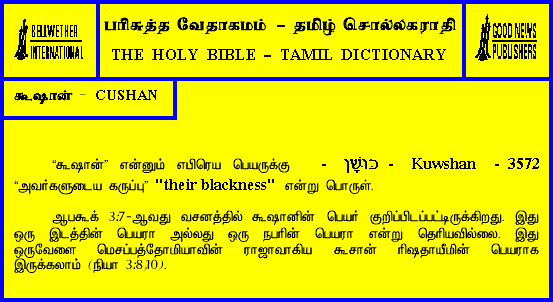 BELLWETHER
INTERNATIONAL
பரிசுத்த வேதாகமம் – தமிழ் சொல்லகராதி
THE HOLY BIBLE – TAMIL DICTIONARY
GOOD NEWS
PUBLISHERS
கூஷான் – CUSHAN
“கூஷான்” என்னும் எபிரெய பெயருக்கு - כּוּשָׁן - Kuwshan - 3572
“அவர்களுடைய கருப்பு” "their blackness" என்று பொருள்.
ஆபகூக் 3:7-ஆவது வசனத்தில் கூஷானின் பெயர் குறிப்பிடப்பட்டிருக்கிறது. இது
ஒரு இடத்தின் பெயரா அல்லது ஒரு நபரின் பெயரா என்று தெரியவில்லை. இது
ஒருவேளை மெசப்பத்தோமியாவின் ராஜாவாகிய கூசான் ரிஷதாயீமின் பெயராக
இருக்கலாம் (நியா 3:8,10).